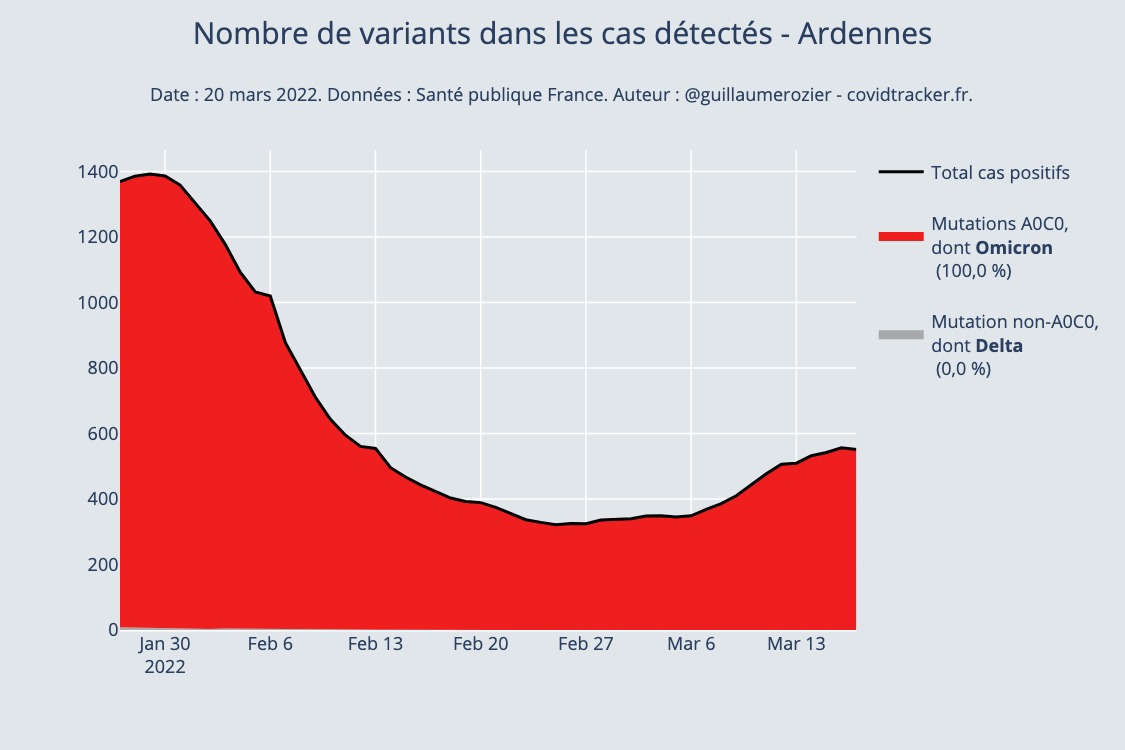 Nombre de variants dans les cas détectés - Ardennes
Date : 20 mars 2022. Données : Santé publique France. Auteur : @guillaumerozier - covidtracker.fr.
1400
1200
1000
800
600
400
200
0
Jan 30
2022
Feb 6
Feb 13
Feb 20
Feb 27
Mar 6
Mar 13
Total cas positifs
Mutations A0C0,
dont Omicron
(100,0 %)
Mutation non-A0C0,
dont Delta
(0,0 %)